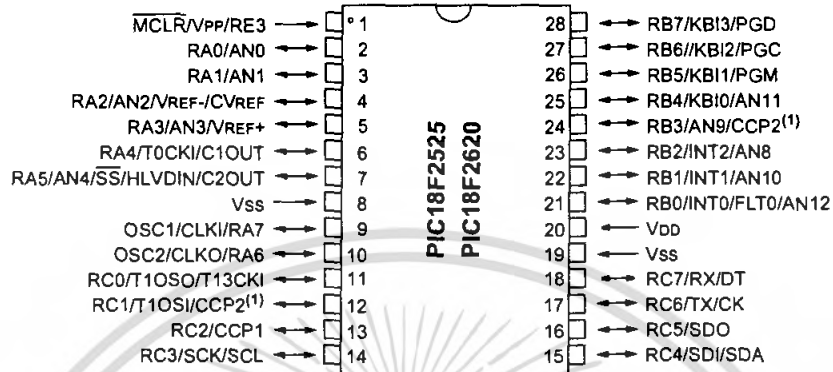 MCLR/VPP/RE3 1 28 RB7/KBI3/PGD
RA0/AN0 2 27 RB6//KBI2/PGC
RA1/AN1 3 26 RB5/KBI1/PGM
RA2/AN2/VREF-/CVREF 4 25 RB4/KBI0/AN11
RA3/AN3/VREF+ 5 24 RB3/AN9/CCP2(1)
RA4/T0CKI/C1OUT 6 23 RB2/INT2/AN8
RA5/AN4/SS/HLVDIN/C2OUT 7 22 RB1/INT1/AN10
VSS 8 21 RB0/INT0/FLT0/AN12
OSC1/CLKI/RA7 9 20 VDD
OSC2/CLKO/RA6 10 19 VSS
RC0/T1OSO/T13CKI 11 18 RC7/RX/DT
RC1/T1OSI/CCP2(1) 12 17 RC6/TX/CK
RC2/CCP1 13 16 RC5/SDO
RC3/SCK/SCL 14 15 RC4/SDI/SDA
PIC18F2525
PIC18F2620